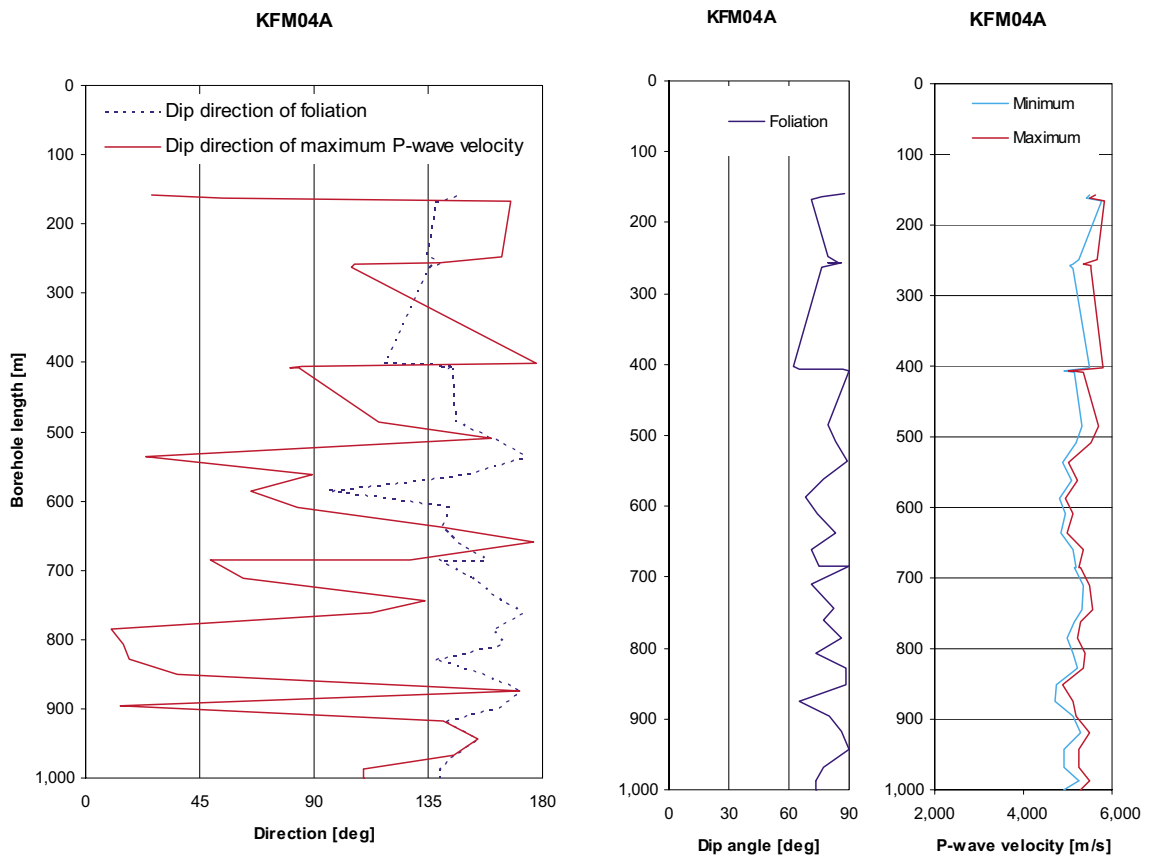 KFM04A
0
100
200
300
400
500
600
700
800
900
1,000
Borehole length [m]
Dip direction of foliation
Dip direction of maximum P-wave velocity
0 45 90 135 180
Direction [deg]
KFM04A
0
100
200
300
400
500
600
700
800
900
1,000
Foliation
0 30 60 90
Dip angle [deg]
KFM04A
0
100
200
300
400
500
600
700
800
900
1,000
Minimum
Maximum
2,000 4,000 6,000
P-wave velocity [m/s]